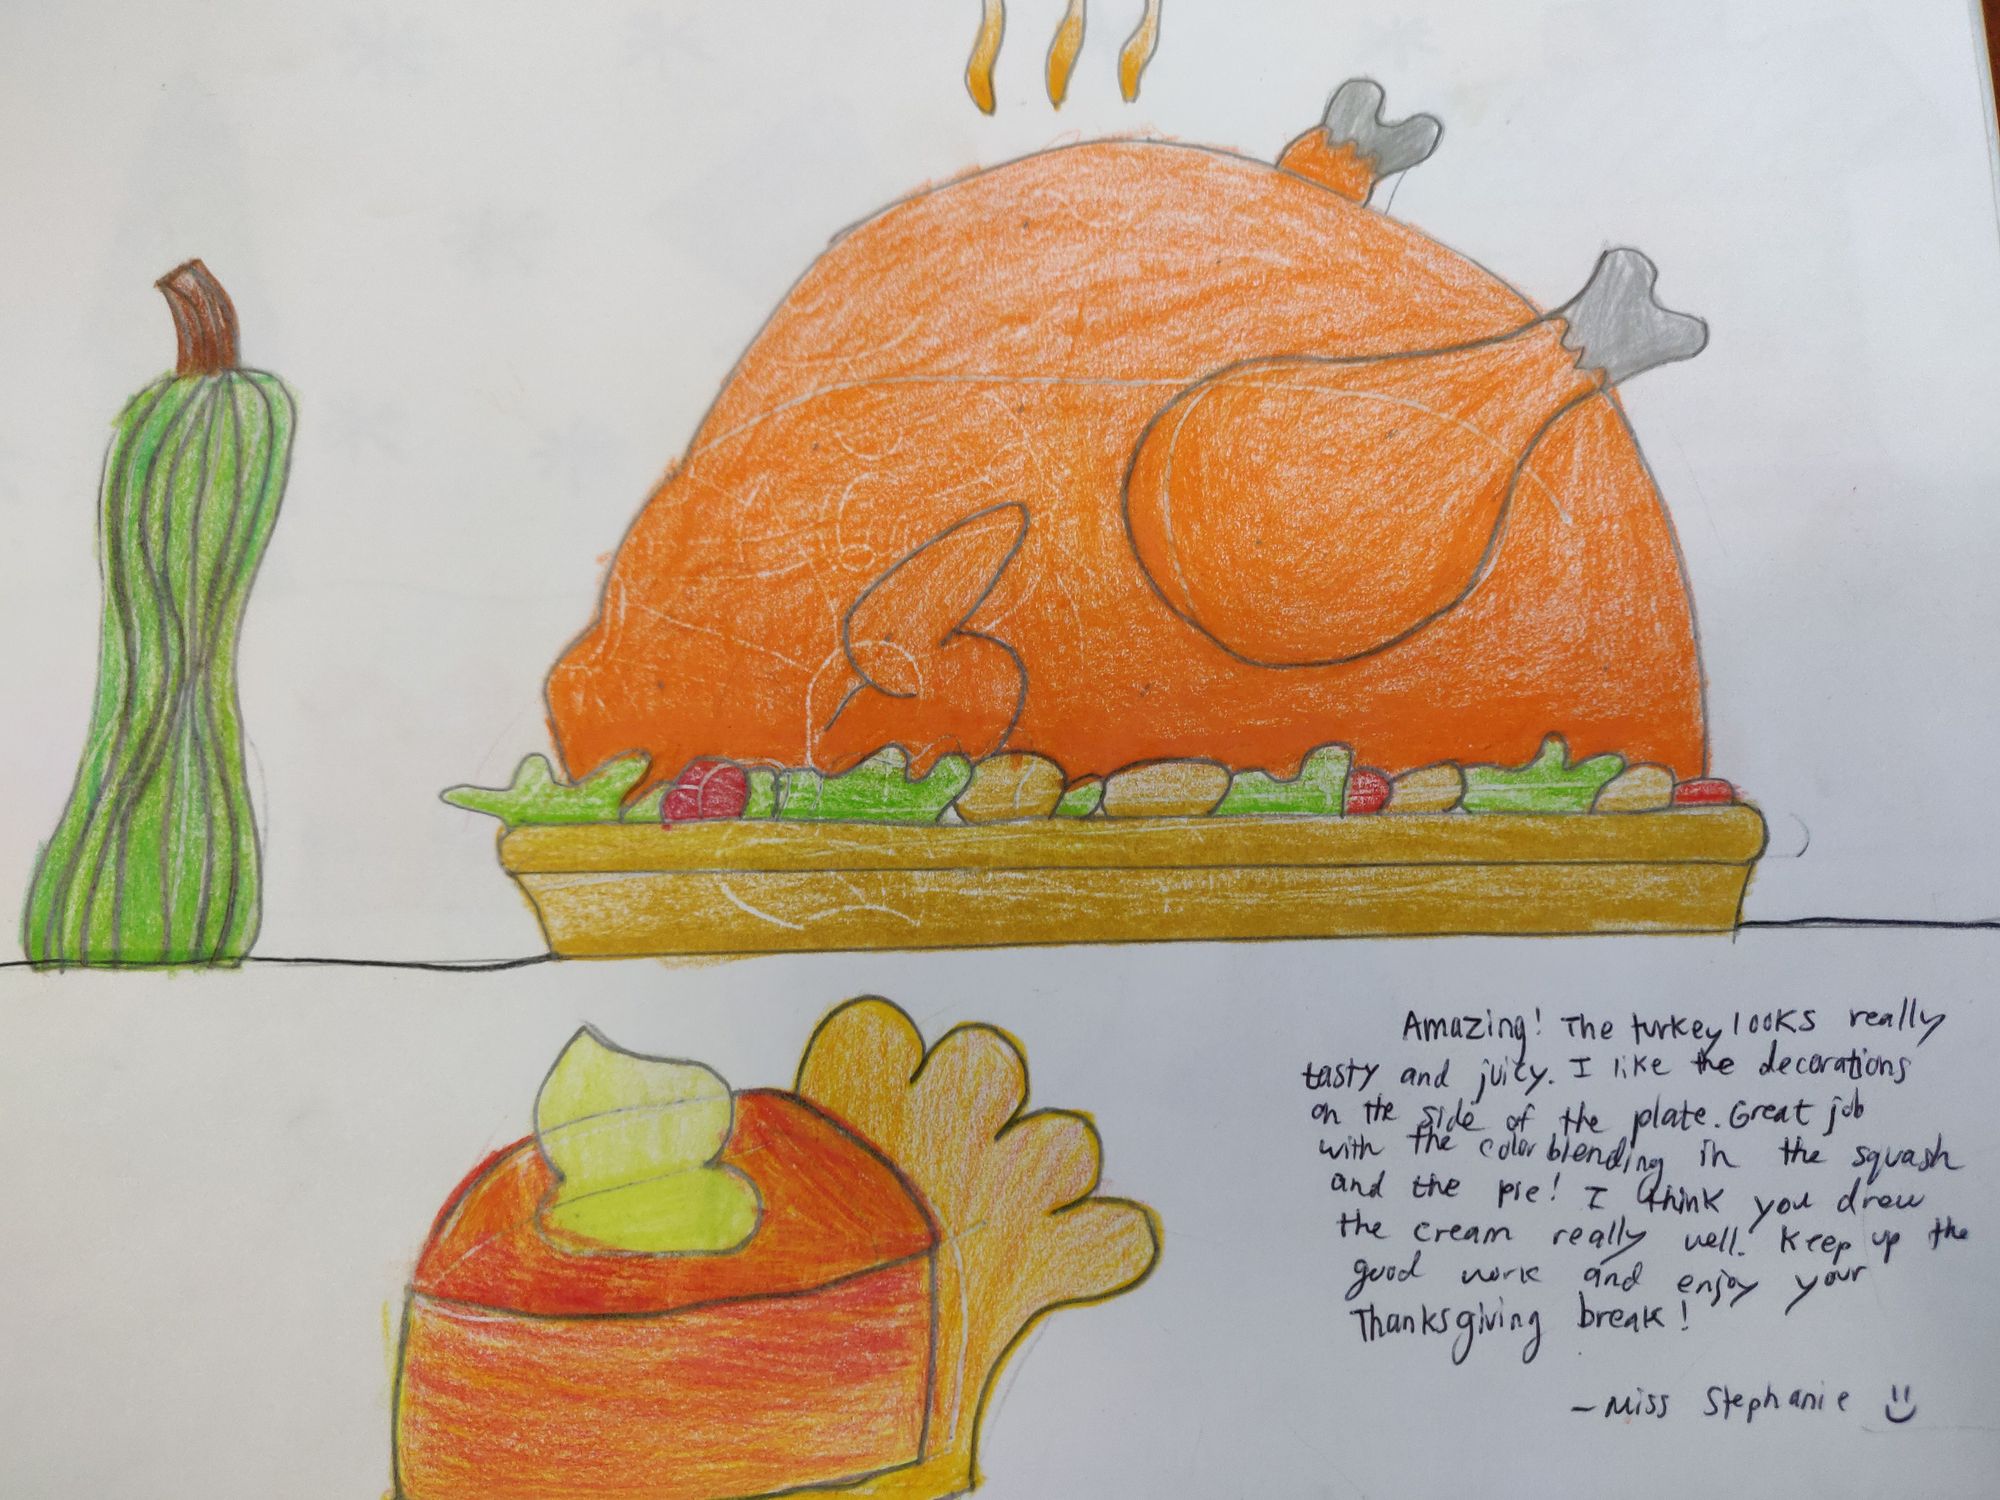 Amazing! The turkey looks really
tasty and juicy. I like the decorations
on the side of the plate. Great job
with the color blending in the squash
and the pie! I think you drew
the cream really well. Keep up the
good work and enjoy your
Thanksgiving break!
- Miss Stephanie